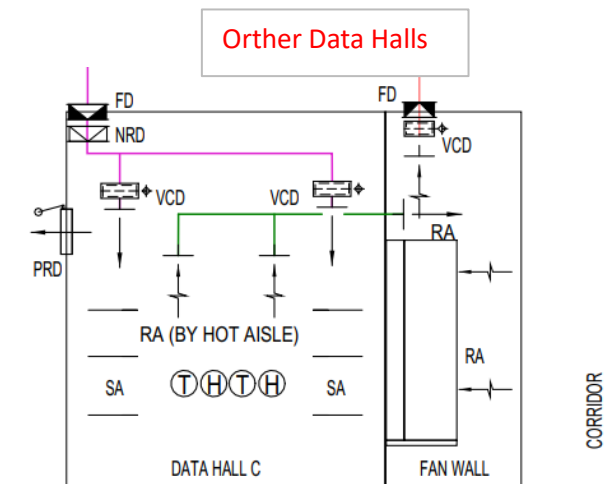 Orther Data Halls
FD
FD
NRD
VCD
VCD
VCD
RA
PRD
RA (BY HOT AISLE)
RA
SA
T H T H
SA
CORRIDOR
DATA HALL C
FAN WALL